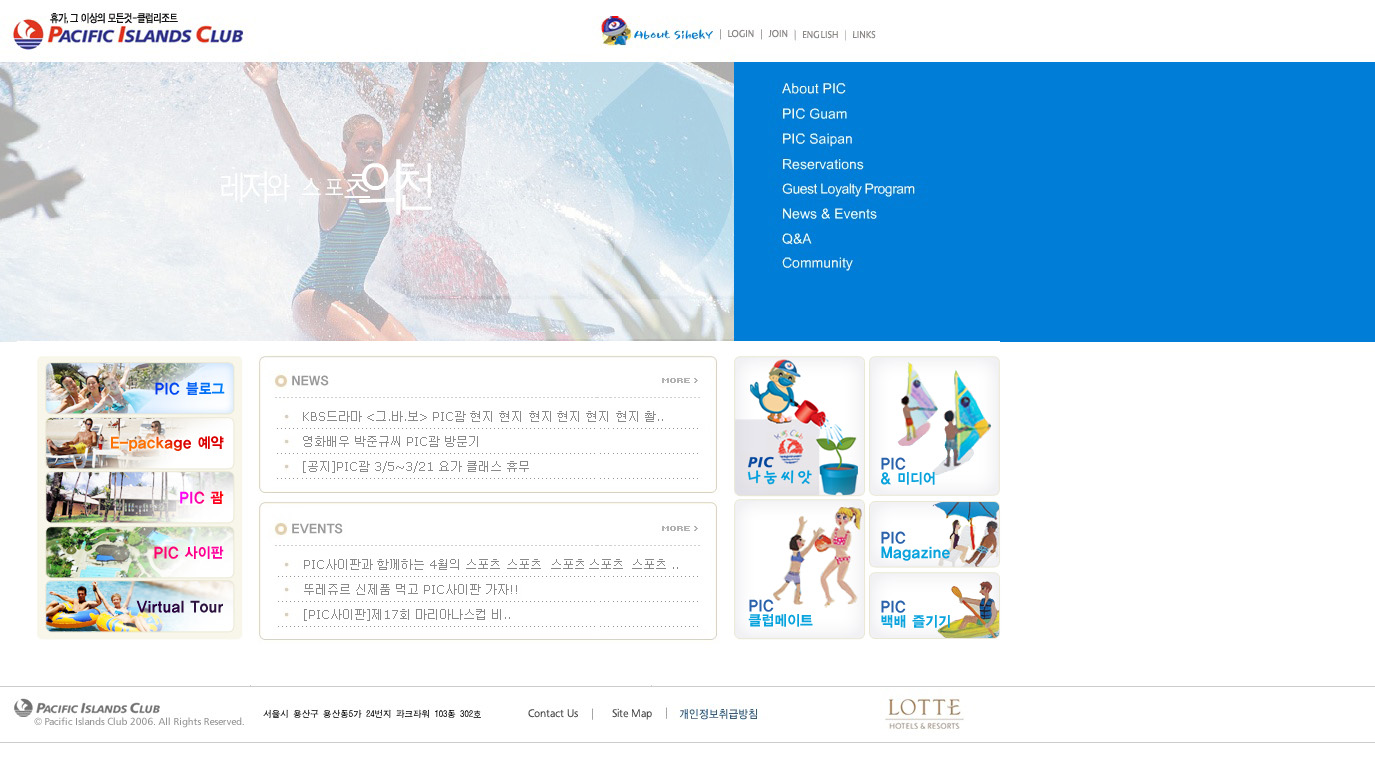 휴가, 그 이상의 모든것-클럽리조트
PACIFIC ISLANDS CLUB
About Siheky | LOGIN | JOIN | ENGLISH | LINKS
레저와 스포츠의천
About PIC
PIC Guam
PIC Saipan
Reservations
Guest Loyalty Program
News & Events
Q&A
Community
PIC 블로그
E-package 예약
PIC 괌
PIC 사이판
Virtual Tour
NEWS
MORE >
KBS드라마 <그.바.보> PIC괌 현지 현지 현지 현지 현지 현지 촬..
영화배우 박준규씨 PIC괌 방문기
[공지]PIC괌 3/5~3/21 요가 클래스 휴무
EVENTS
MORE >
PIC사이판과 함께하는 4월의 스포츠 스포츠 스포츠 스포츠 스포츠 ..
뚜레쥬르 신제품 먹고 PIC사이판 가자!!
[PIC사이판]제17회 마리아나스컵 비..
PIC
나눔씨앗
PIC
& 미디어
PIC
클럽메이트
PIC
Magazine
PIC
백배 즐기기
PACIFIC ISLANDS CLUB
© Pacific Islands Club 2006. All Rights Reserved.
서울시 용산구 용산동5가 24번지 파크타워 103동 302호
Contact Us | Site Map | 개인정보취급방침
LOTTE
HOTELS & RESORTS